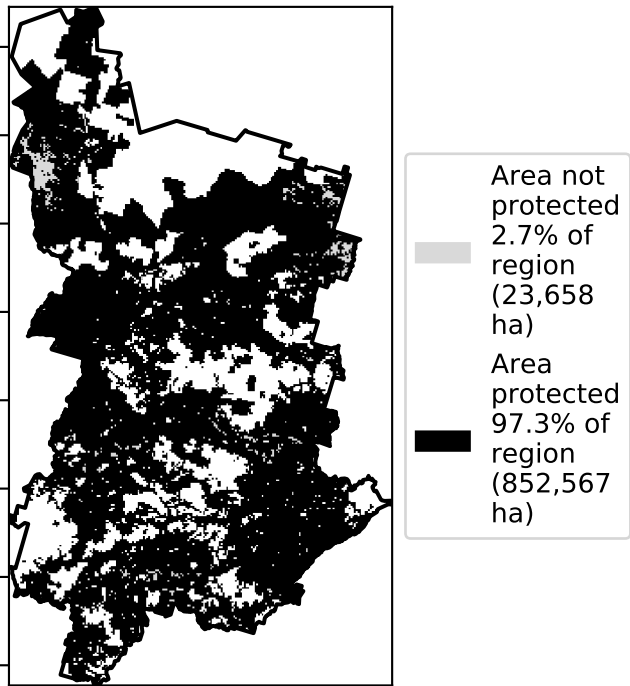 Area not
protected
2.7% of
region
(23,658
ha)
Area
protected
97.3% of
region
(852,567
ha)